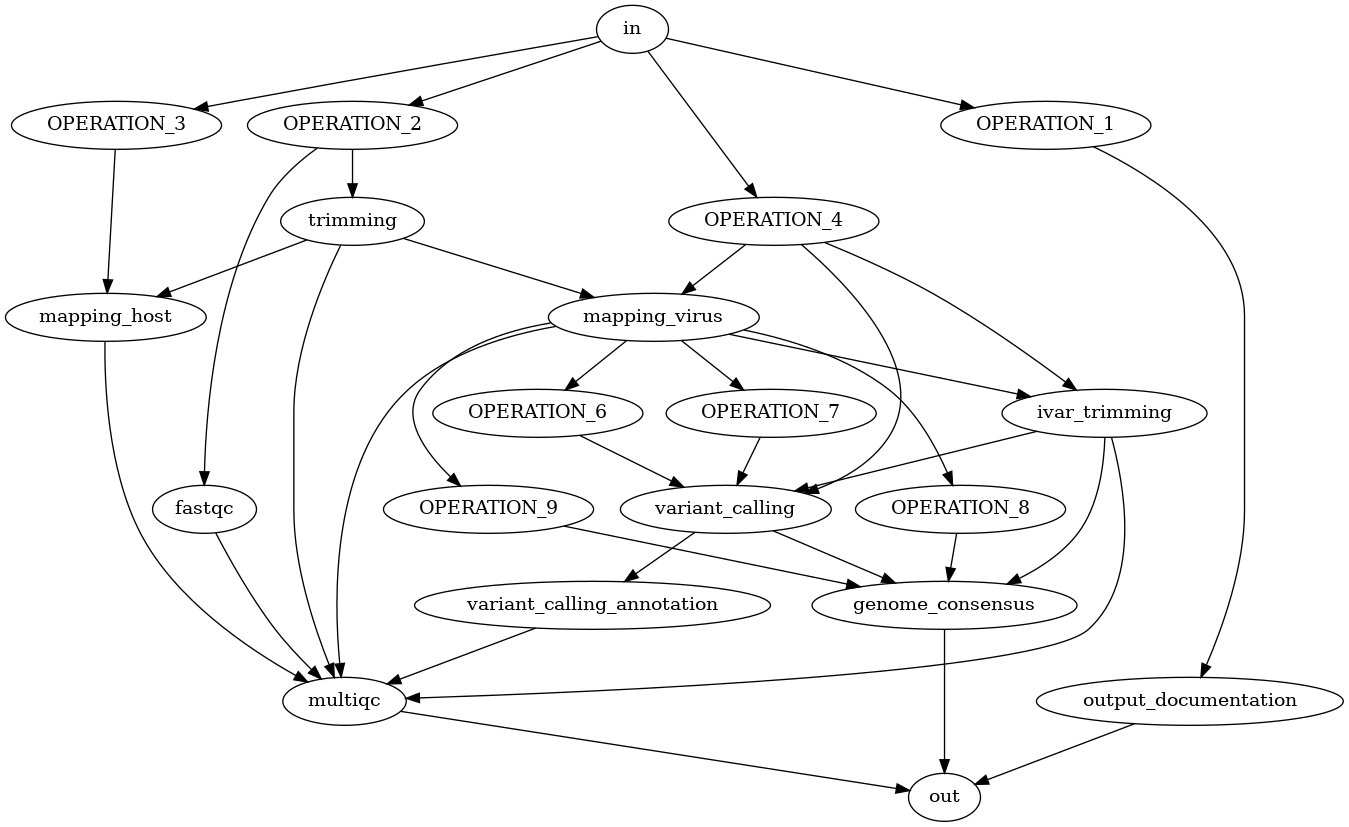 in
OPERATION_3
OPERATION_2
OPERATION_1
trimming
OPERATION_4
mapping_host
mapping_virus
OPERATION_6
OPERATION_7
ivar_trimming
fastqc
OPERATION_9
variant_calling
OPERATION_8
variant_calling_annotation
genome_consensus
multiqc
output_documentation
out